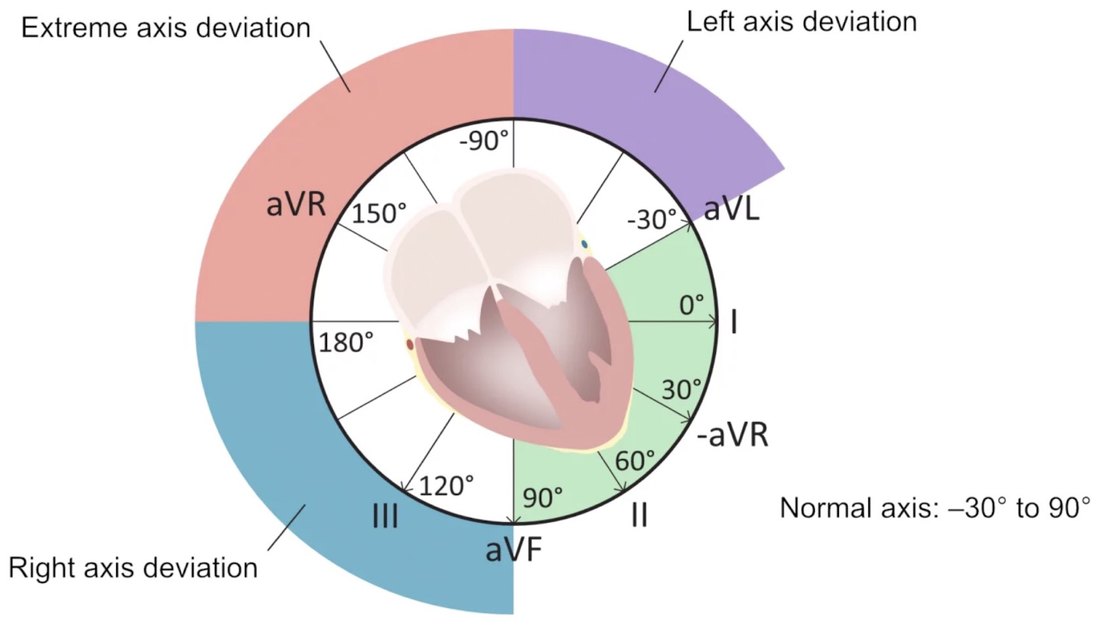 Extreme axis deviation
Left axis deviation
-90°
aVR
150°
-30°
aVL
0°
I
180°
30°
-aVR
60°
120°
90°
III
II
Normal axis: –30° to 90°
aVF
Right axis deviation